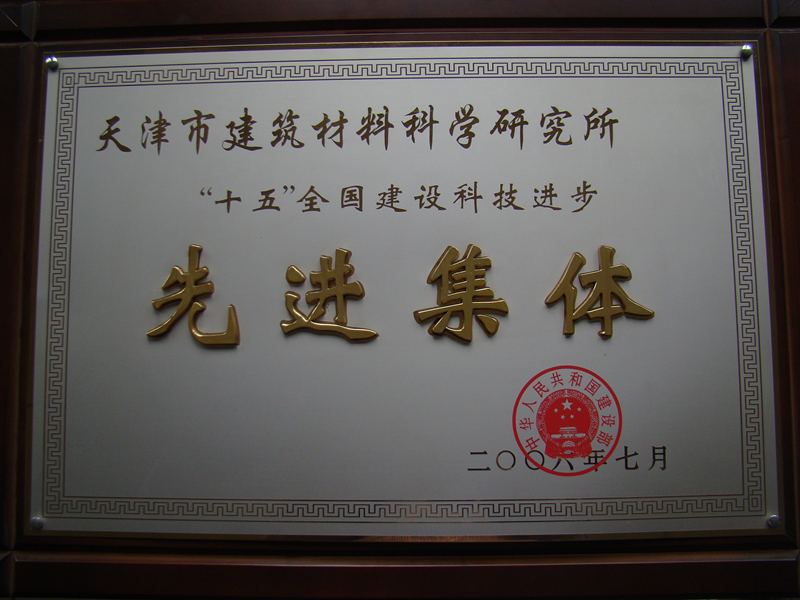 天津市建筑材料科学研究所
“十五”全国建设科技进步
先进集体
中华人民共和国建设部
二〇〇六年七月